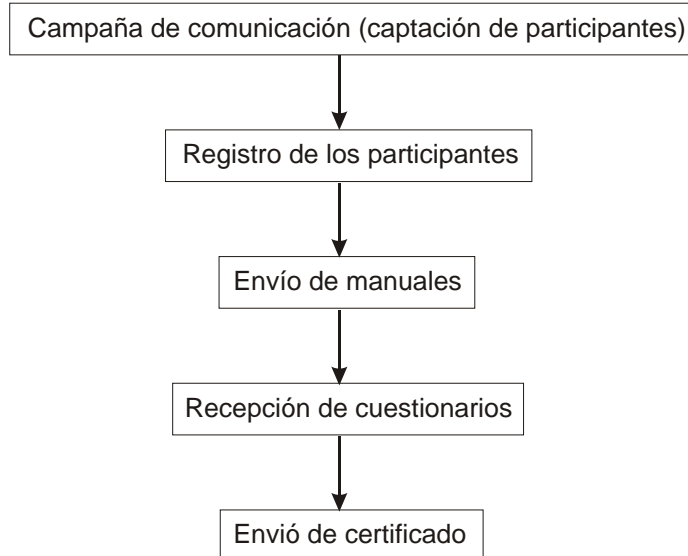 Campaña de comunicación (captación de participantes)
Registro de los participantes
Envío de manuales
Recepción de cuestionarios
Envió de certificado